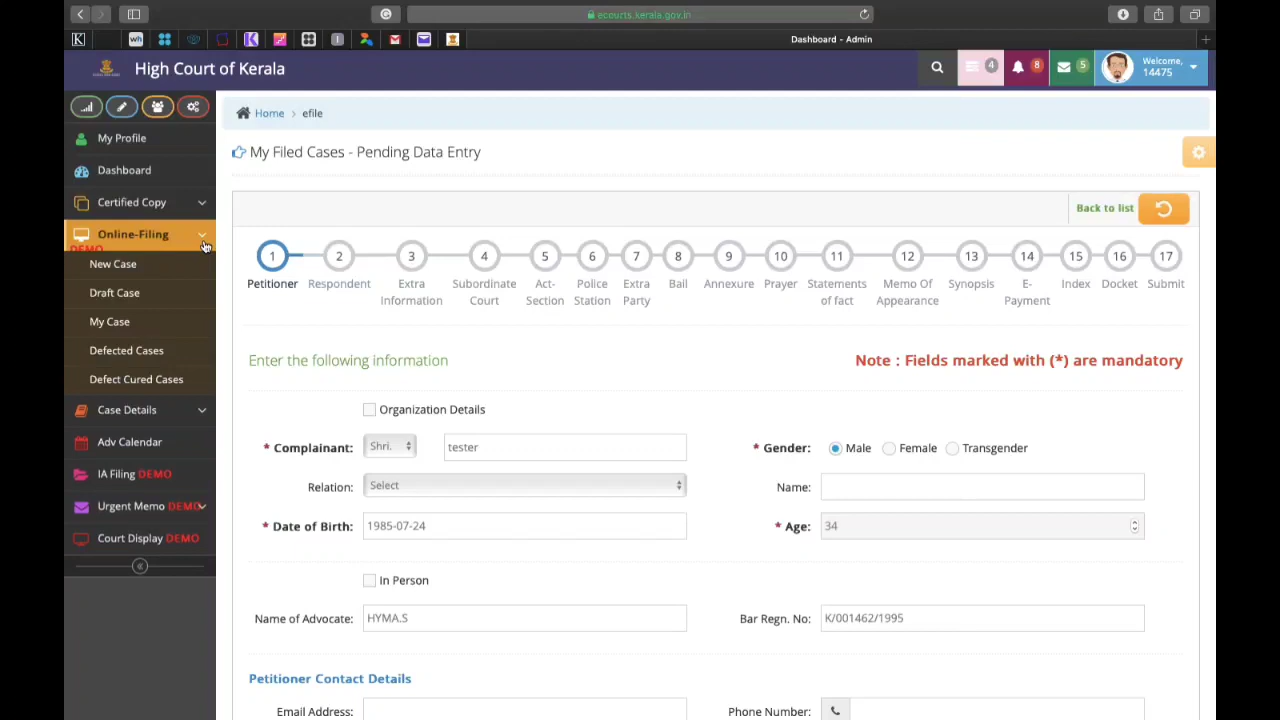 ecourts.kerala.gov.in
Dashboard - Admin
High Court of Kerala
4
8
5
Welcome,
14475
My Profile
Dashboard
Certified Copy
Online-Filing
DEMO
New Case
Draft Case
My Case
Defected Cases
Defect Cured Cases
Case Details
Adv Calendar
IA Filing DEMO
Urgent Memo DEMO
Court Display DEMO
Home > efile
My Filed Cases - Pending Data Entry
Back to list
1 2 3 4 5 6 7 8 9 10 11 12 13 14 15 16 17
Petitioner Respondent Extra Subordinate Act- Police Extra Bail Annexure Prayer Statements Memo Of Synopsis E- Index Docket Submit
Information Court Section Station Party of fact Appearance Payment
Enter the following information
Note : Fields marked with (*) are mandatory
Organization Details
* Complainant: Shri. tester
* Gender: Male Female Transgender
Relation: Select
Name:
* Date of Birth: 1985-07-24
* Age: 34
In Person
Name of Advocate: HYMA.S
Bar Regn. No: K/001462/1995
Petitioner Contact Details
Email Address:
Phone Number: